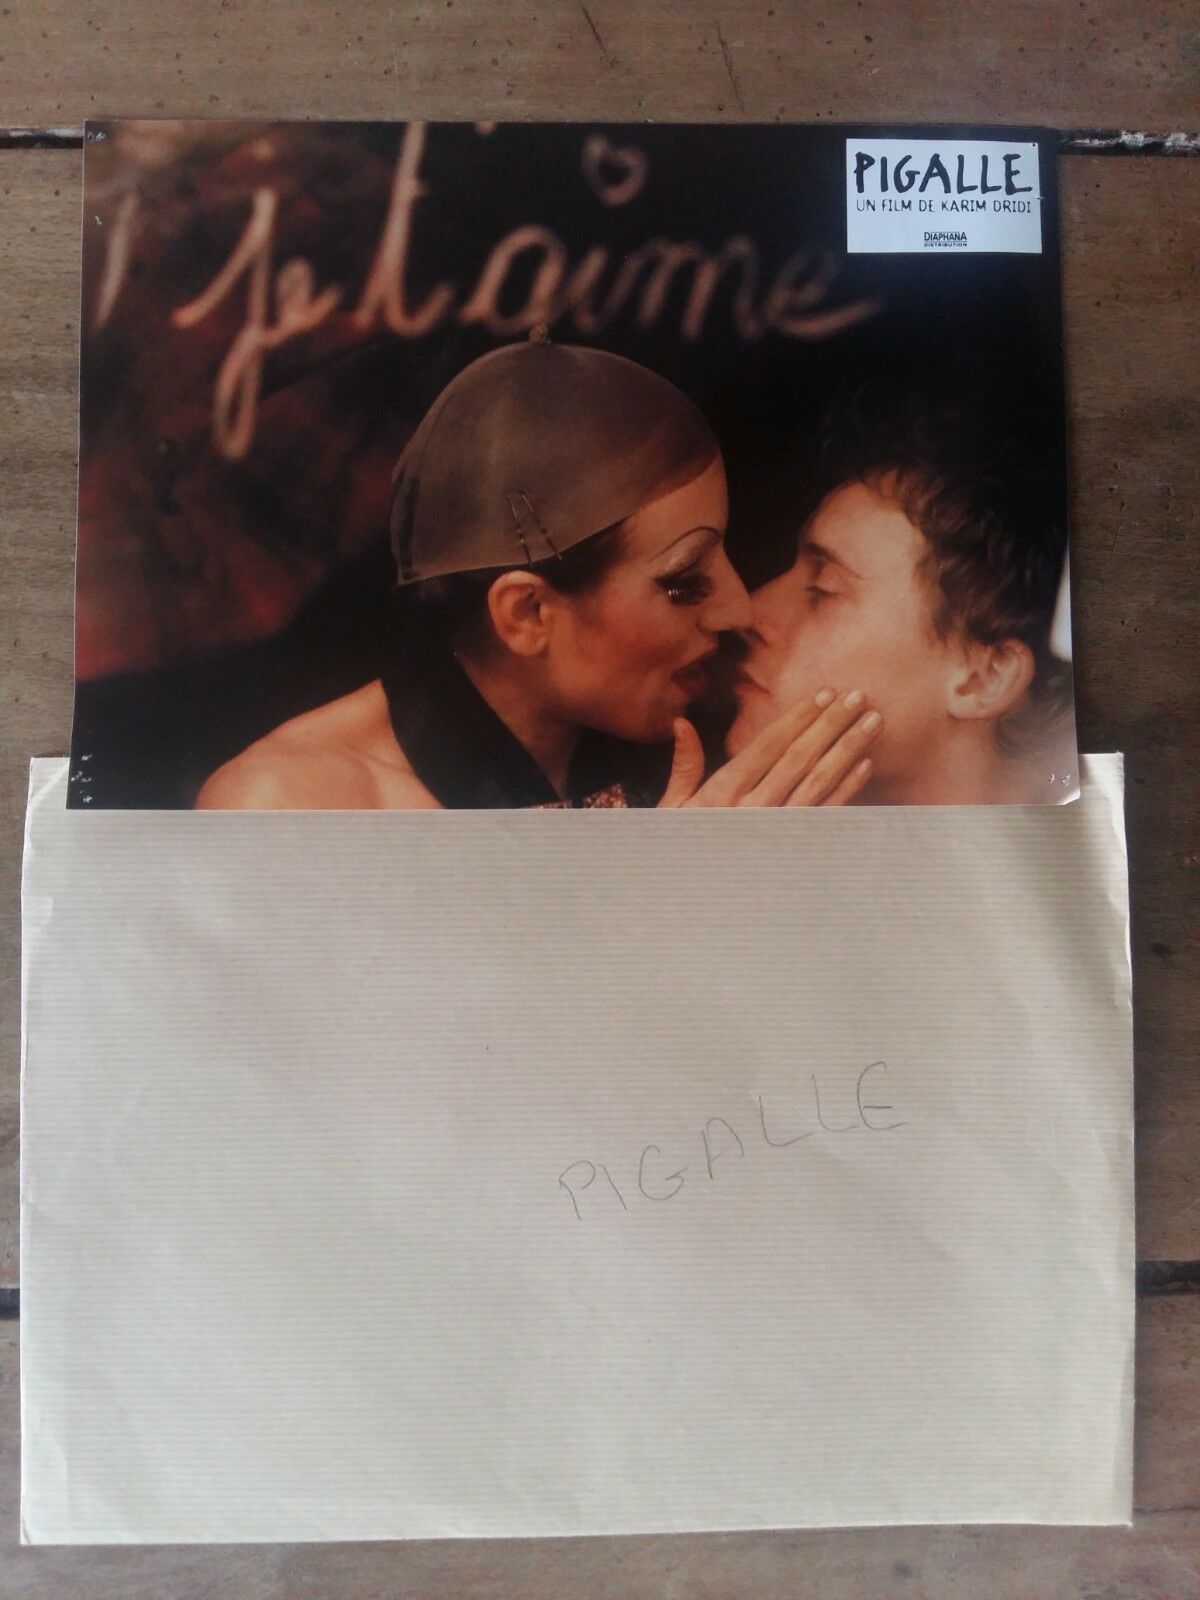 je t'aime
PIGALLE
UN FILM DE KARIM DRIDI
DIAPHANA
DISTRIBUTION
PIGALLE